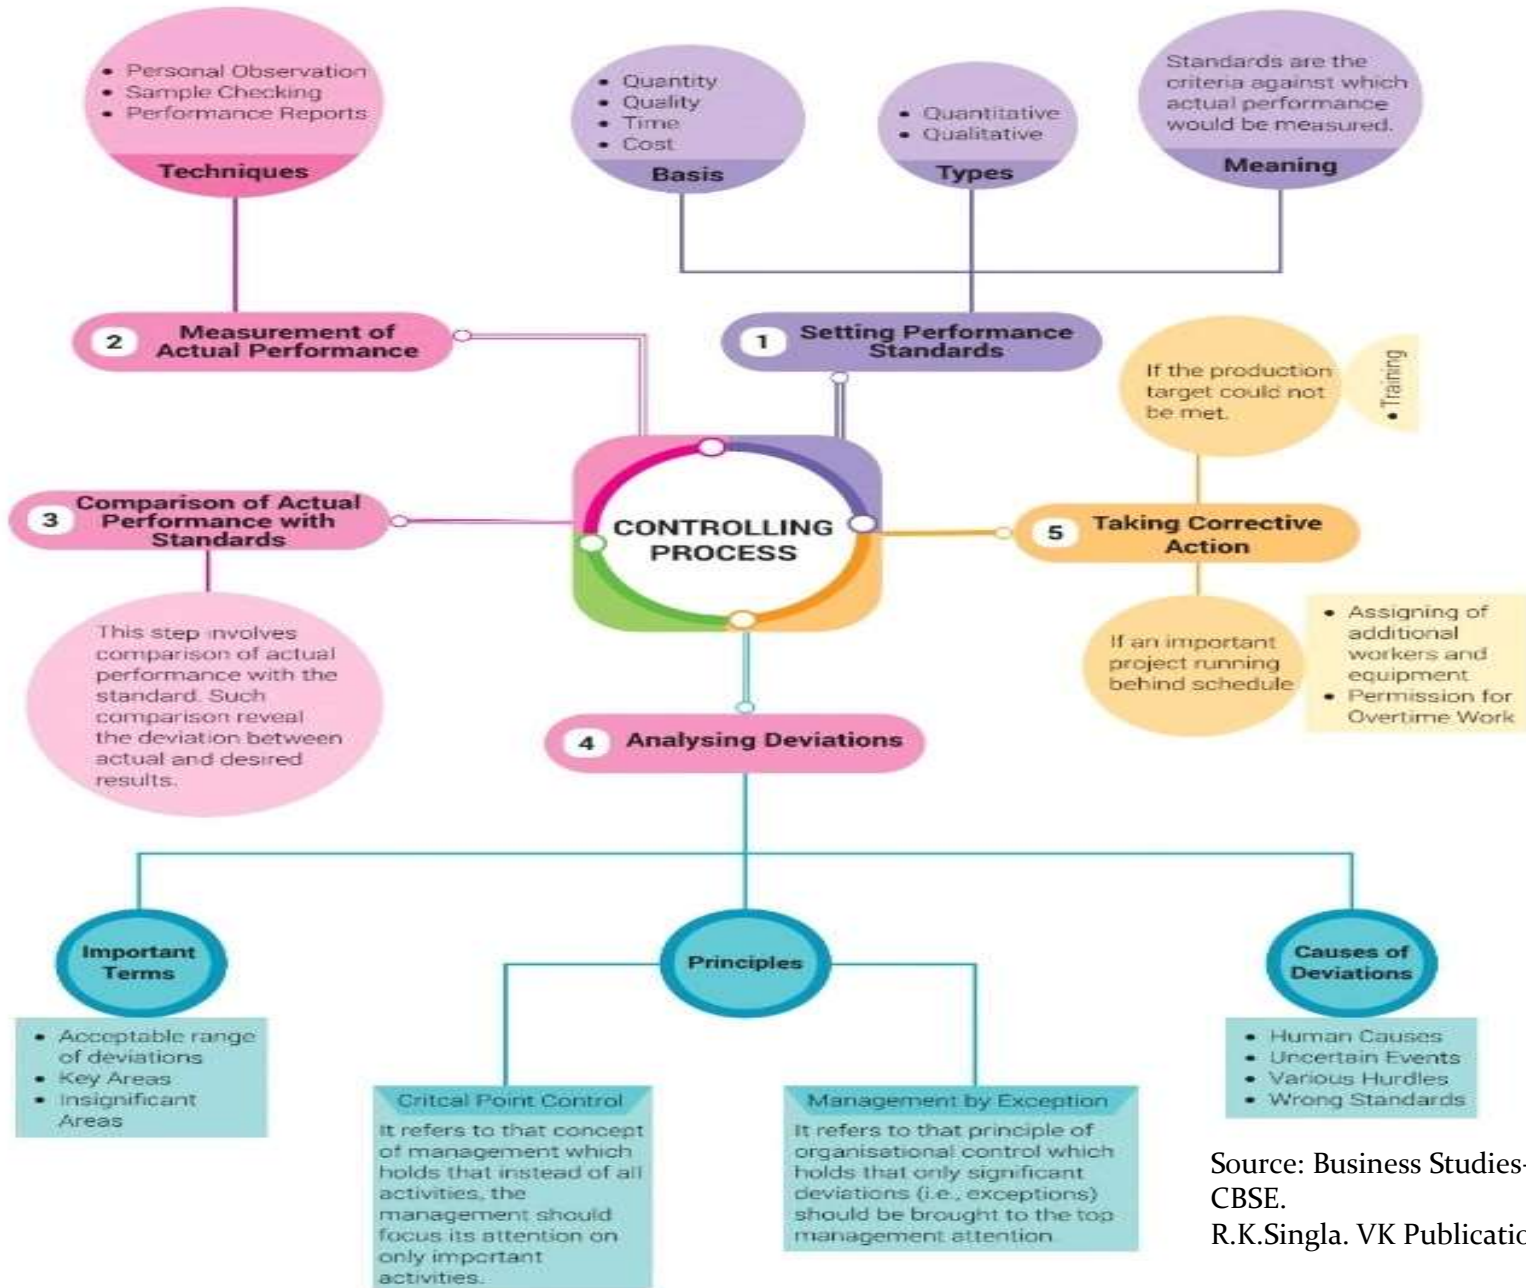 • Personal Observation
• Sample Checking
• Performance Reports
Techniques
• Quantity
• Quality
• Time
• Cost
Basis
• Quantitative
• Qualitative
Types
Standards are the
criteria against which
actual performance
would be measured.
Meaning
2 Measurement of
Actual Performance
1 Setting Performance
Standards
If the production
target could not
be met.
• Training
3 Comparison of Actual
Performance with
Standards
CONTROLLING
PROCESS
5 Taking Corrective
Action
This step involves
comparison of actual
performance with the
standard. Such
comparison reveal
the deviation between
actual and desired
results.
If an important
project running
behind schedule
• Assigning of
additional
workers and
equipment
• Permission for
Overtime Work
4 Analysing Deviations
Important
Terms
• Acceptable range
of deviations
• Key Areas
• Insignificant
Areas
Principles
Critcal Point Control
It refers to that concept
of management which
holds that instead of all
activities, the
management should
focus its attention on
only important
activities.
Management by Exception
It refers to that principle of
organisational control which
holds that only significant
deviations (i.e., exceptions)
should be brought to the top
management attention.
Causes of
Deviations
• Human Causes
• Uncertain Events
• Various Hurdles
• Wrong Standards
Source: Business Studies-
CBSE.
R.K.Singla. VK Publicatio